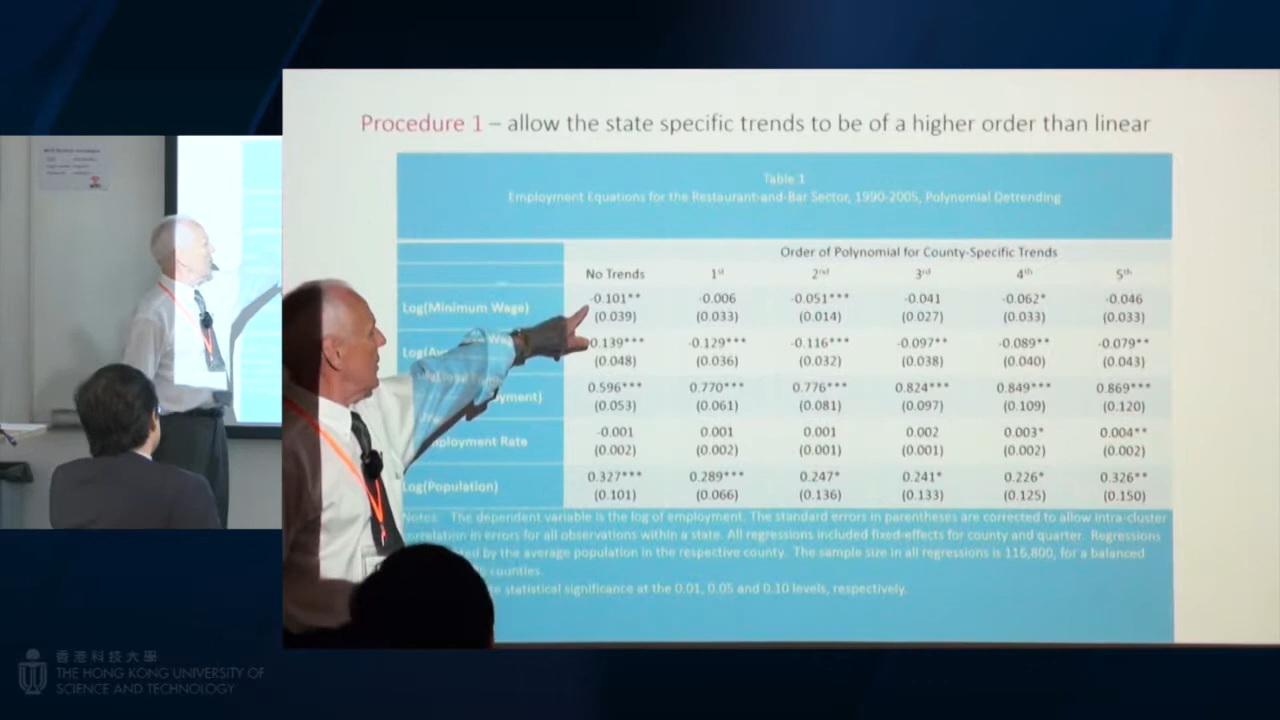 Procedure 1 – allow the state specific trends to be of a higher order than linear
Table 1
Employment Equations for the Restaurant-and-Bar Sector, 1990-2005, Polynomial Detrending
Order of Polynomial for County-Specific Trends
No Trends 1st 2nd 3rd 4th 5th
Log(Minimum Wage) -0.101** -0.006 -0.051*** -0.041 -0.062* -0.046
(0.039) (0.033) (0.014) (0.027) (0.033) (0.033)
0.139*** -0.129*** -0.116*** -0.097** -0.089** -0.079**
(0.048) (0.036) (0.032) (0.038) (0.040) (0.043)
0.596*** 0.770*** 0.776*** 0.824*** 0.849*** 0.869***
(0.053) (0.061) (0.081) (0.097) (0.109) (0.120)
Rate -0.001 0.001 0.001 0.002 0.003* 0.004**
(0.002) (0.002) (0.001) (0.001) (0.002) (0.002)
Log(Population) 0.327*** 0.289*** 0.247* 0.241* 0.226* 0.326**
(0.101) (0.066) (0.136) (0.133) (0.125) (0.150)
Notes. The dependent variable is the log of employment. The standard errors in parentheses are corrected to allow intra-cluster
in errors for all observations within a state. All regressions included fixed-effects for county and quarter. Regressions
by the average population in the respective county. The sample size in all regressions is 116,800, for a balanced
counties.
statistical significance at the 0.01, 0.05 and 0.10 levels, respectively.
香港科技大學
THE HONG KONG UNIVERSITY OF
SCIENCE AND TECHNOLOGY